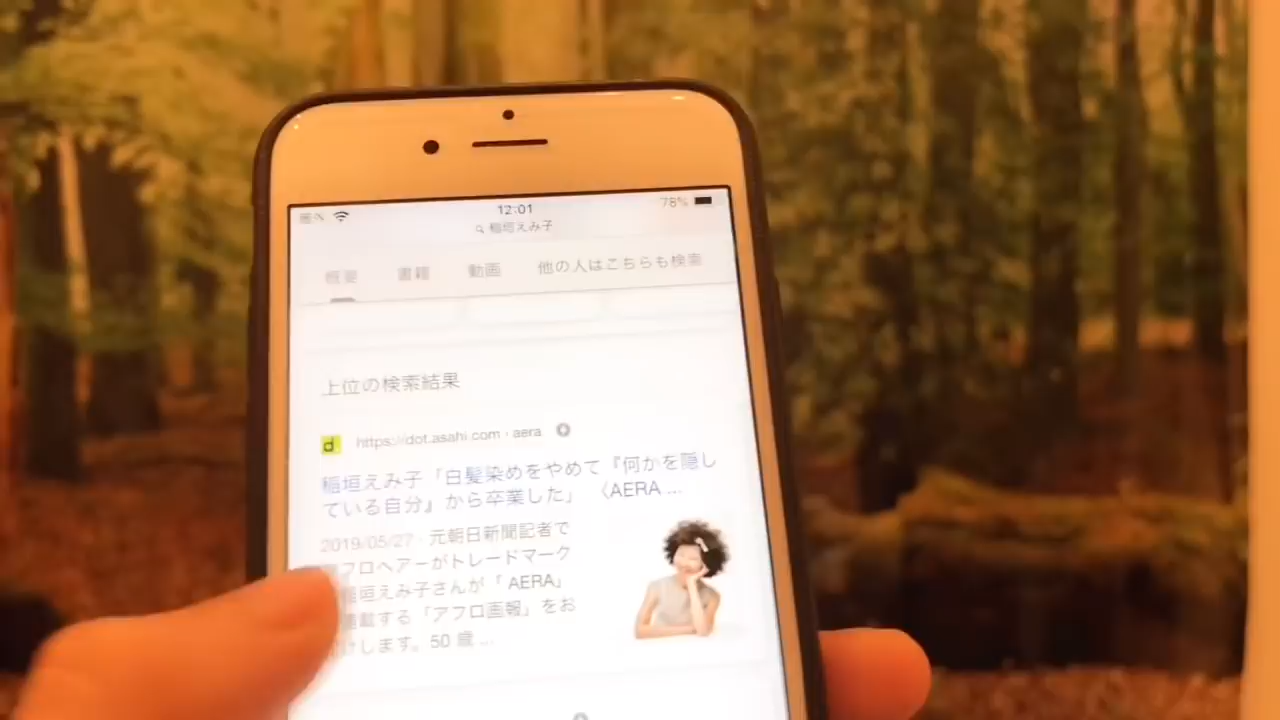 圏外 12:01 78%
稲垣えみ子
概要 書籍 動画 他の人はこちらも検索
上位の検索結果
d https://dot.asahi.com › aera
稲垣えみ子「白髪染めをやめて『何かを隠し
ている自分』から卒業した」〈AERA ...
2019/05/27 · 元朝日新聞記者で
フロヘアーがトレードマーク
稲垣えみ子さんが「AERA」
連載する「アフロ画報」をお
けします。50 歳 ...